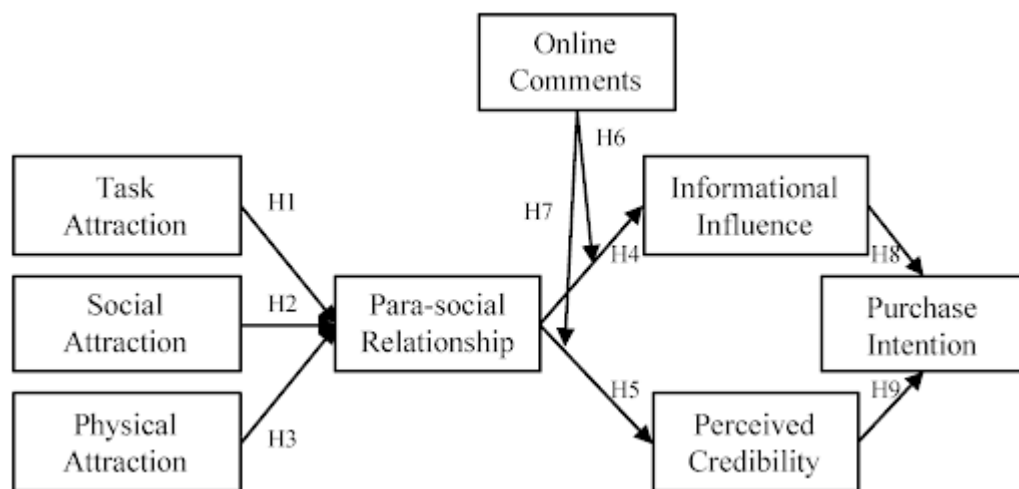 Online
Comments
H6
Task
Attraction
H1
Informational
Influence
H7
H4
H8
Social
Attraction
H2
Para-social
Relationship
Purchase
Intention
Physical
Attraction
H3
H5
Perceived
Credibility
H9